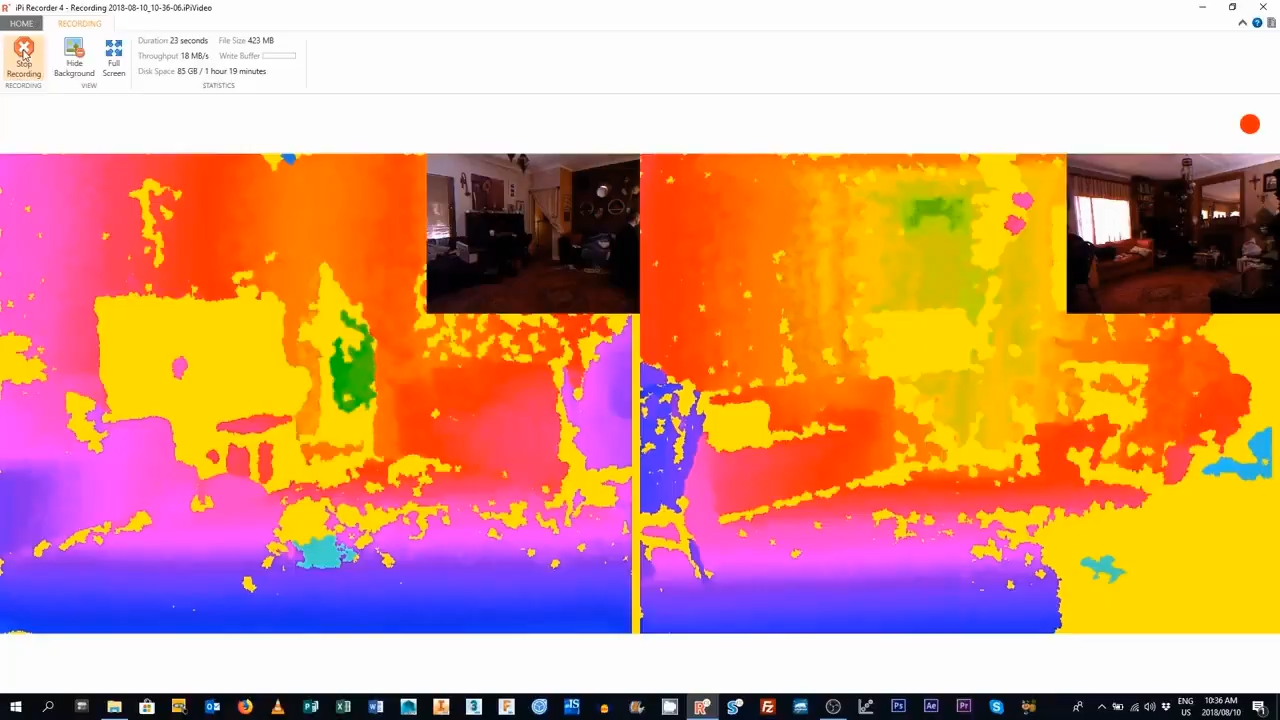 iPi Recorder 4 - Recording 2018-08-10_10-36-06.iPiVideo
HOME
RECORDING
Stop Recording
Hide Background
Full Screen
Duration 23 seconds File Size 423 MB
Throughput 18 MB/s Write Buffer
Disk Space 85 GB / 1 hour 19 minutes
RECORDING
VIEW
STATISTICS
ENG
US
10:36 AM
2018/08/10